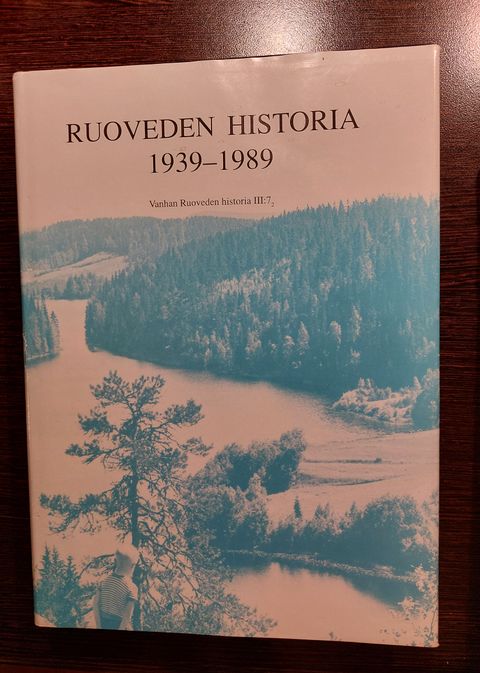 RUOVEDEN HISTORIA
1939–1989
Vanhan Ruoveden historia III:7₂